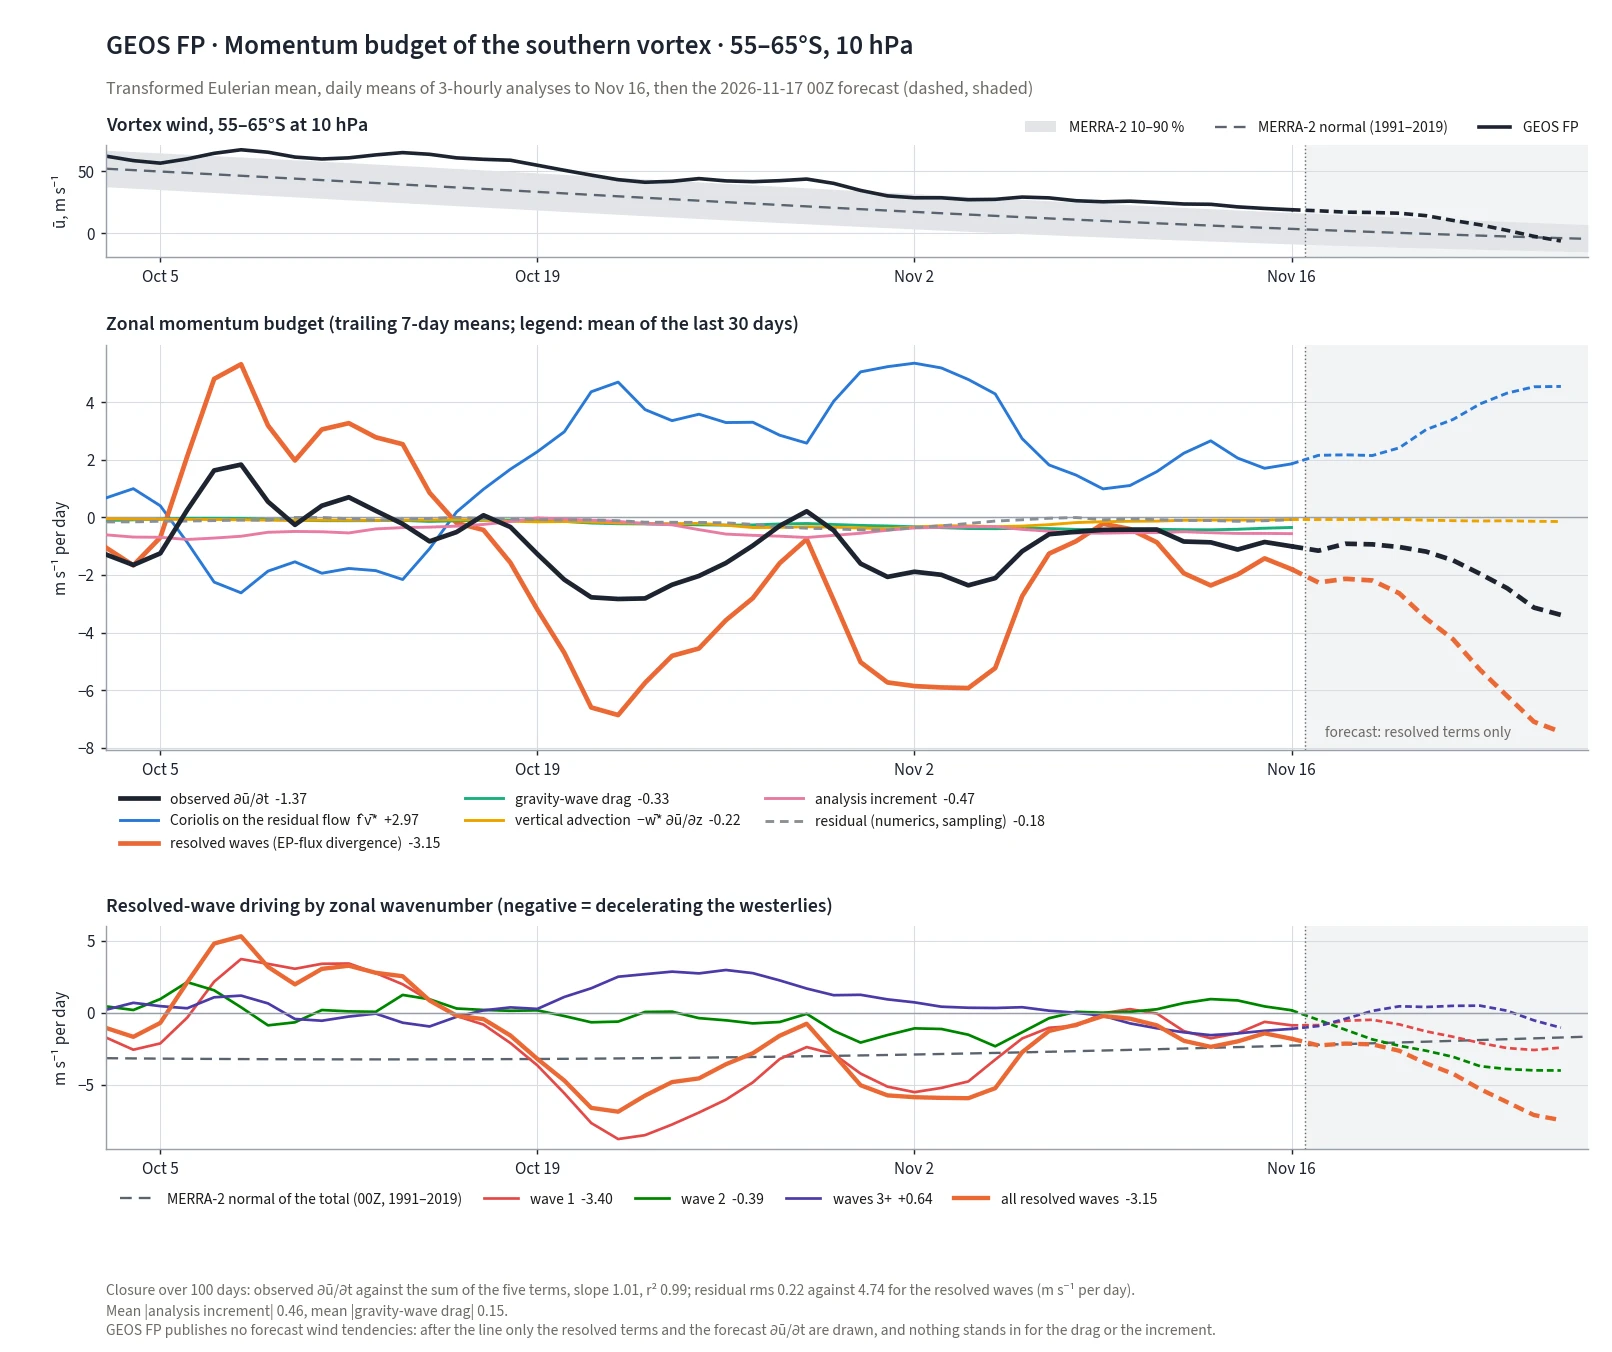 GEOS FP · Momentum budget of the southern vortex · 55–65°S, 10 hPa
Transformed Eulerian mean, daily means of 3-hourly analyses to Nov 16, then the 2026-11-17 00Z forecast (dashed, shaded)
Vortex wind, 55–65°S at 10 hPa
MERRA-2 10–90 %
MERRA-2 normal (1991–2019)
GEOS FP
50
0
ū, m s⁻¹
Oct 5
Oct 19
Nov 2
Nov 16
Zonal momentum budget (trailing 7-day means; legend: mean of the last 30 days)
4
2
0
−2
−4
−6
−8
m s⁻¹ per day
forecast: resolved terms only
Oct 5
Oct 19
Nov 2
Nov 16
observed ∂ū/∂t -1.37
gravity-wave drag -0.33
analysis increment -0.47
Coriolis on the residual flow f v̄* +2.97
vertical advection −w̄* ∂ū/∂z -0.22
residual (numerics, sampling) -0.18
resolved waves (EP-flux divergence) -3.15
Resolved-wave driving by zonal wavenumber (negative = decelerating the westerlies)
5
0
−5
m s⁻¹ per day
Oct 5
Oct 19
Nov 2
Nov 16
MERRA-2 normal of the total (00Z, 1991–2019)
wave 1 -3.40
wave 2 -0.39
waves 3+ +0.64
all resolved waves -3.15
Closure over 100 days: observed ∂ū/∂t against the sum of the five terms, slope 1.01, r² 0.99; residual rms 0.22 against 4.74 for the resolved waves (m s⁻¹ per day).
Mean |analysis increment| 0.46, mean |gravity-wave drag| 0.15.
GEOS FP publishes no forecast wind tendencies: after the line only the resolved terms and the forecast ∂ū/∂t are drawn, and nothing stands in for the drag or the increment.